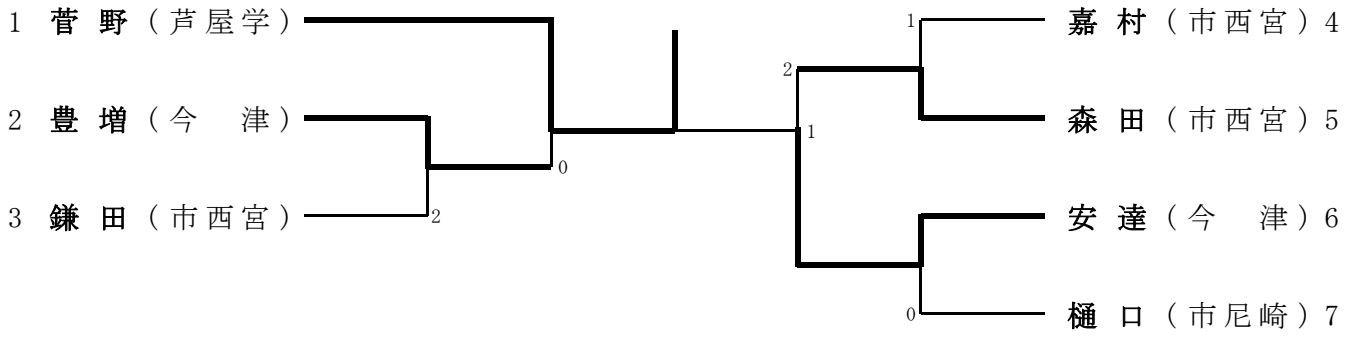 1 菅野（芦屋学）
2 豊増（今　津）
3 鎌田（市西宮）
2
0
1
2
1
0
嘉村（市西宮）4
森田（市西宮）5
安達（今　津）6
樋口（市尼崎）7